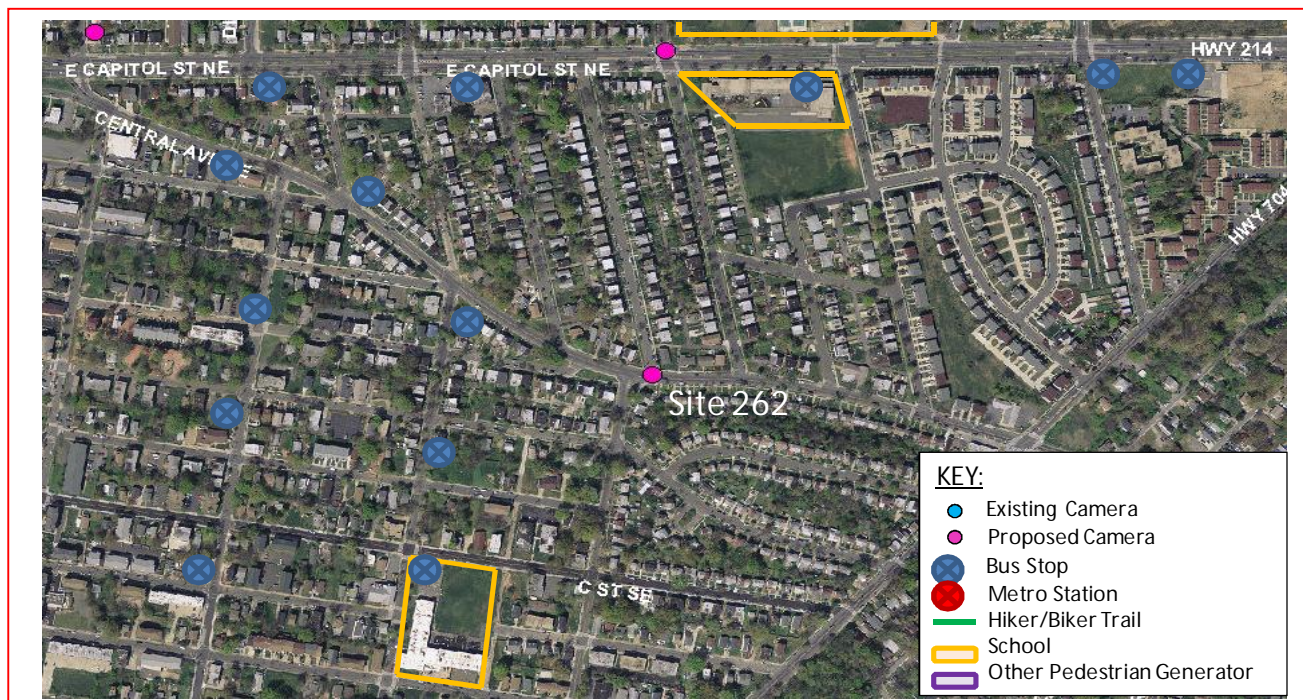 HWY 214
E CAPITOL ST NE
E CAPITOL ST NE
CENTRAL AV
HWY 704
Site 262
C ST SE
KEY:
Existing Camera
Proposed Camera
Bus Stop
Metro Station
Hiker/Biker Trail
School
Other Pedestrian Generator